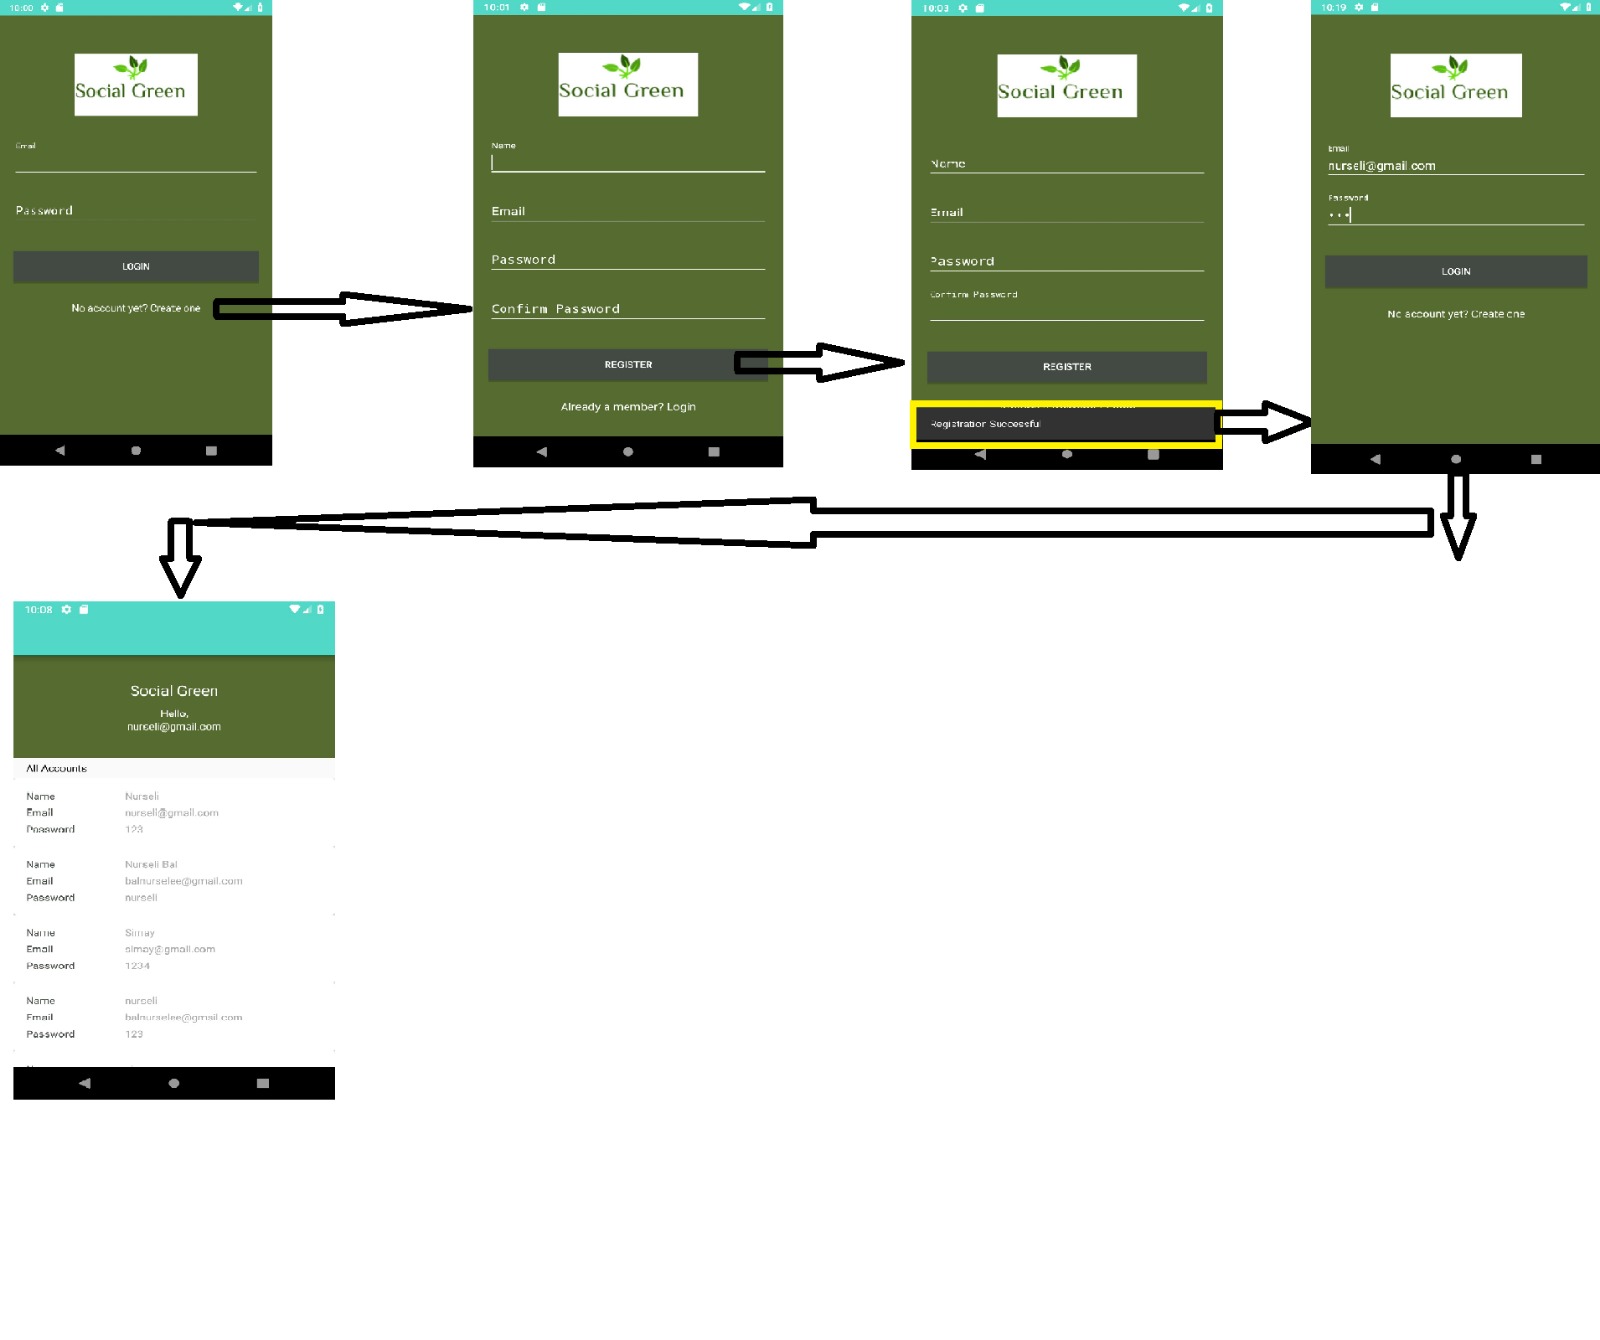 10:00
Social Green
Email
Password
LOGIN
No account yet? Create one
10:01
Social Green
Name
Email
Password
Confirm Password
REGISTER
Already a member? Login
10:03
Social Green
Name
Email
Password
Confirm Password
REGISTER
Registration Successful
10:19
Social Green
Email
nurseli@gmail.com
Password
LOGIN
No account yet? Create one
10:08
Social Green
Hello,
nurseli@gmail.com
All Accounts
Name Nurseli
Email nurseli@gmail.com
Password 123
Name Nurseli Bal
Email balnurselee@gmail.com
Password nurseli
Name Simay
Email simay@gmail.com
Password 1234
Name nurseli
Email balnurselee@gmail.com
Password 123